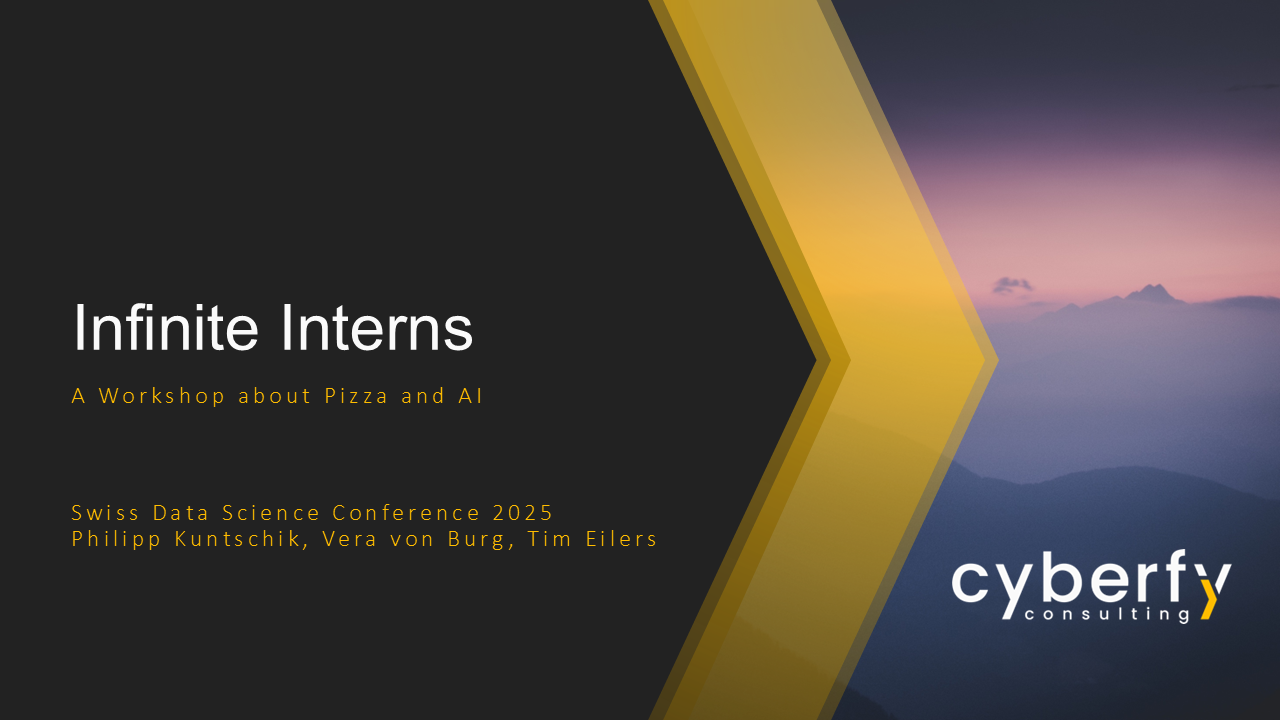 Infinite Interns
A Workshop about Pizza and AI
Swiss Data Science Conference 2025
Philipp Kuntschik, Vera von Burg, Tim Eilers
cyberfy
consulting